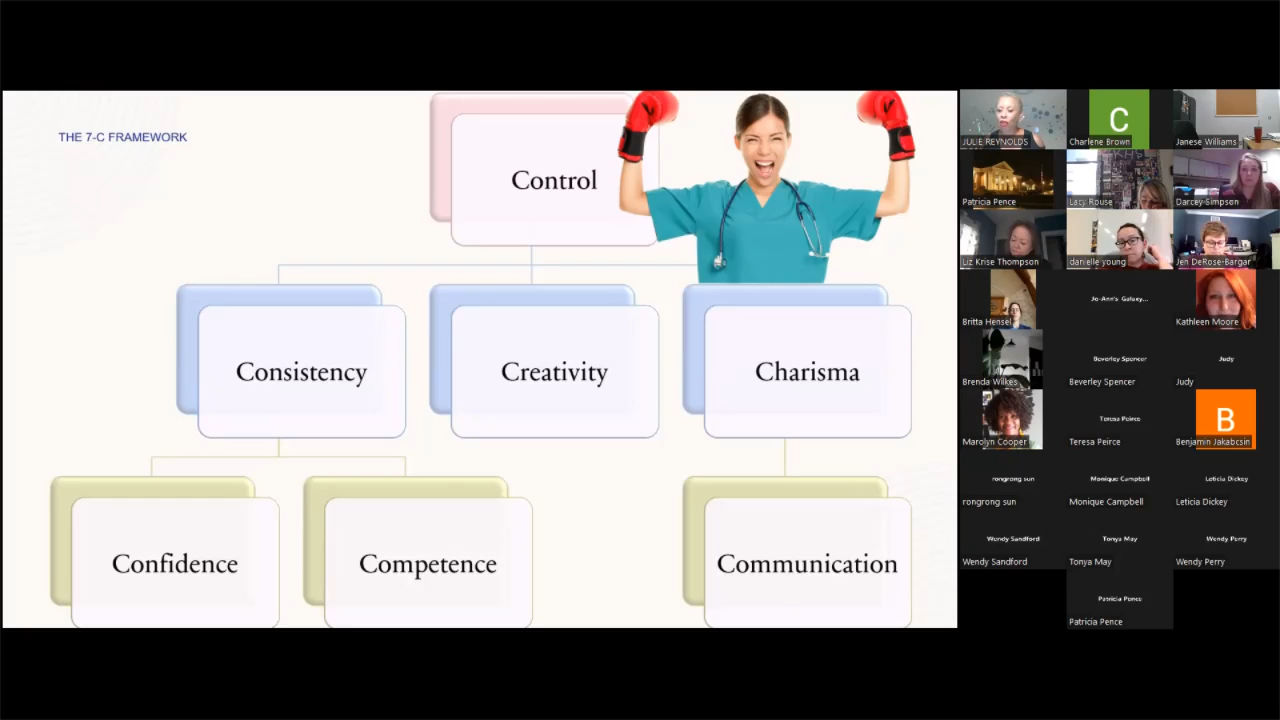 THE 7-C FRAMEWORK
Control
Consistency
Creativity
Charisma
Confidence
Competence
Communication
JULIE REYNOLDS
C
Charlene Brown
Janese Williams
Patricia Pence
Lacy Rouse
Darcey Simpson
Liz Krise Thompson
danielle young
Jen DeRose-Bargar
Britta Hensel
Jo-Ann's Galaxy...
Kathleen Moore
Brenda Wilkes
Beverley Spencer
Beverley Spencer
Judy
Judy
Marolyn Cooper
Teresa Peirce
Teresa Peirce
B
Benjamin Jakabcsin
rongrong sun
rongrong sun
Monique Campbell
Monique Campbell
Leticia Dickey
Leticia Dickey
Wendy Sandford
Wendy Sandford
Tonya May
Tonya May
Wendy Perry
Wendy Perry
Patricia Pence
Patricia Pence